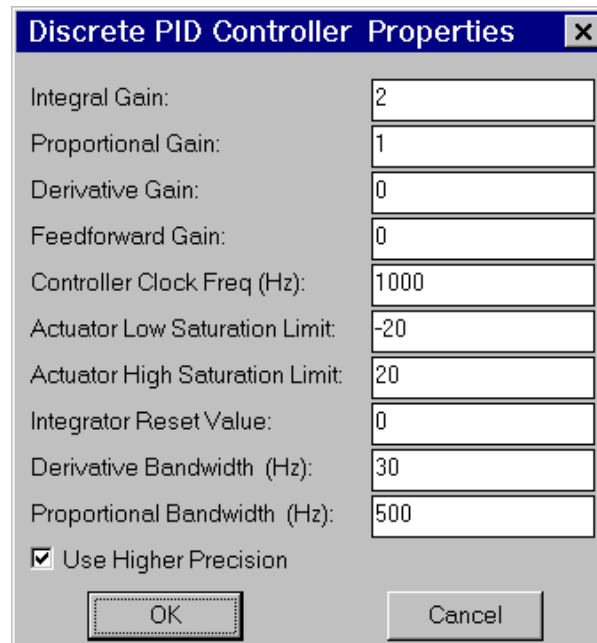 Discrete PID Controller Properties
Integral Gain: 2
Proportional Gain: 1
Derivative Gain: 0
Feedforward Gain: 0
Controller Clock Freq (Hz): 1000
Actuator Low Saturation Limit: -20
Actuator High Saturation Limit: 20
Integrator Reset Value: 0
Derivative Bandwidth (Hz): 30
Proportional Bandwidth (Hz): 500
Use Higher Precision
OK Cancel